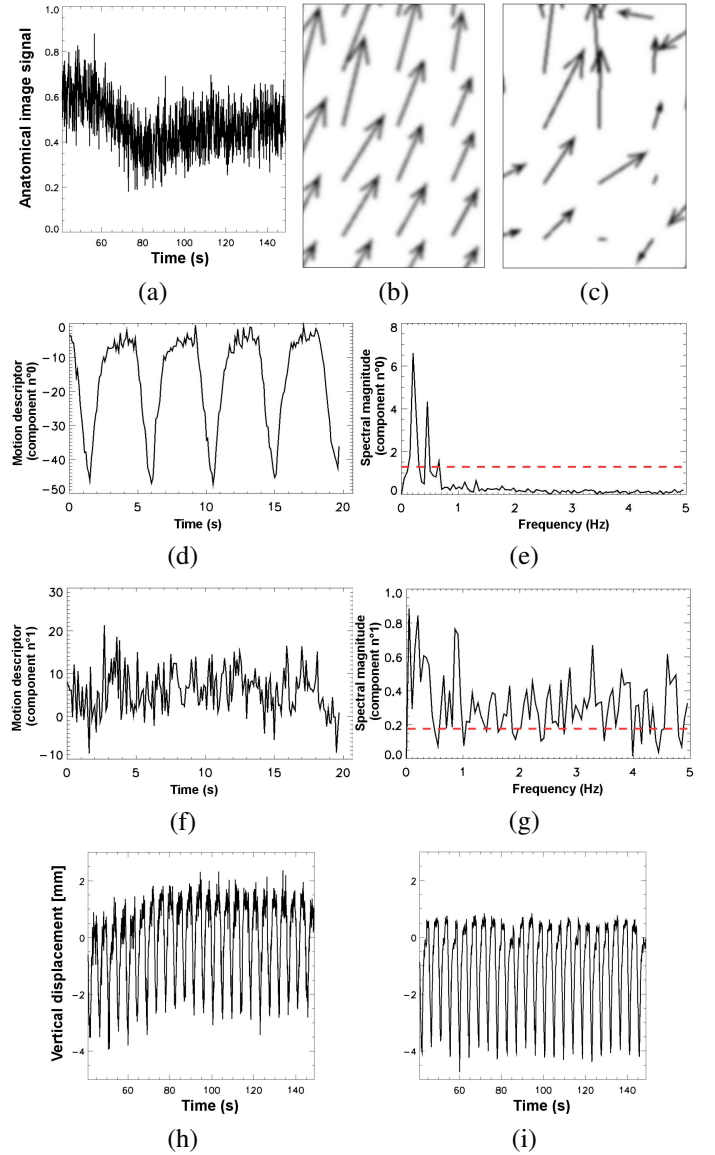 Anatomical image signal
1.0
0.8
0.6
0.4
0.2
0.0
60 80 100 120 140
Time (s)
(a) (b) (c)
Motion descriptor
(component n°0)
0
−10
−20
−30
−40
−50
0 5 10 15 20
Time (s)
Spectral magnitude
(component n°0)
8
6
4
2
0
0 1 2 3 4 5
Frequency (Hz)
(d) (e)
Motion descriptor
(component n°1)
30
20
10
0
−10
0 5 10 15 20
Time (s)
Spectral magnitude
(component n°1)
1.0
0.8
0.6
0.4
0.2
0.0
0 1 2 3 4 5
Frequency (Hz)
(f) (g)
Vertical displacement [mm]
2
0
−2
−4
60 80 100 120 140
Time (s)
2
0
−2
−4
60 80 100 120 140
Time (s)
(h) (i)